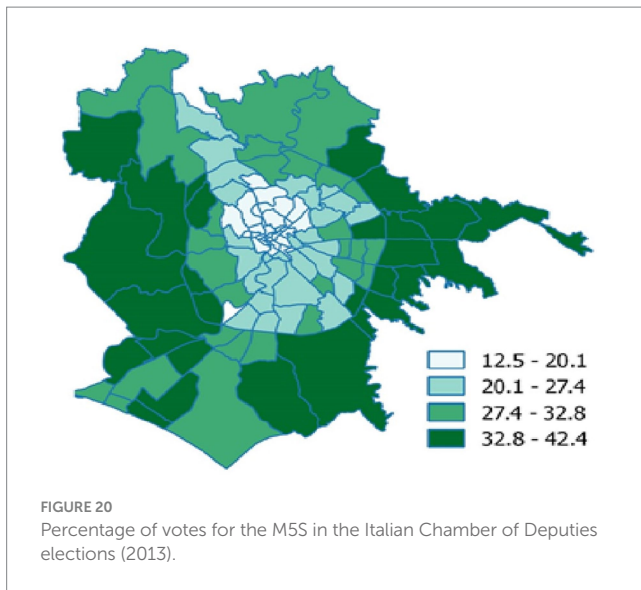 12.5 - 20.1
20.1 - 27.4
27.4 - 32.8
32.8 - 42.4
FIGURE 20
Percentage of votes for the M5S in the Italian Chamber of Deputies
elections (2013).